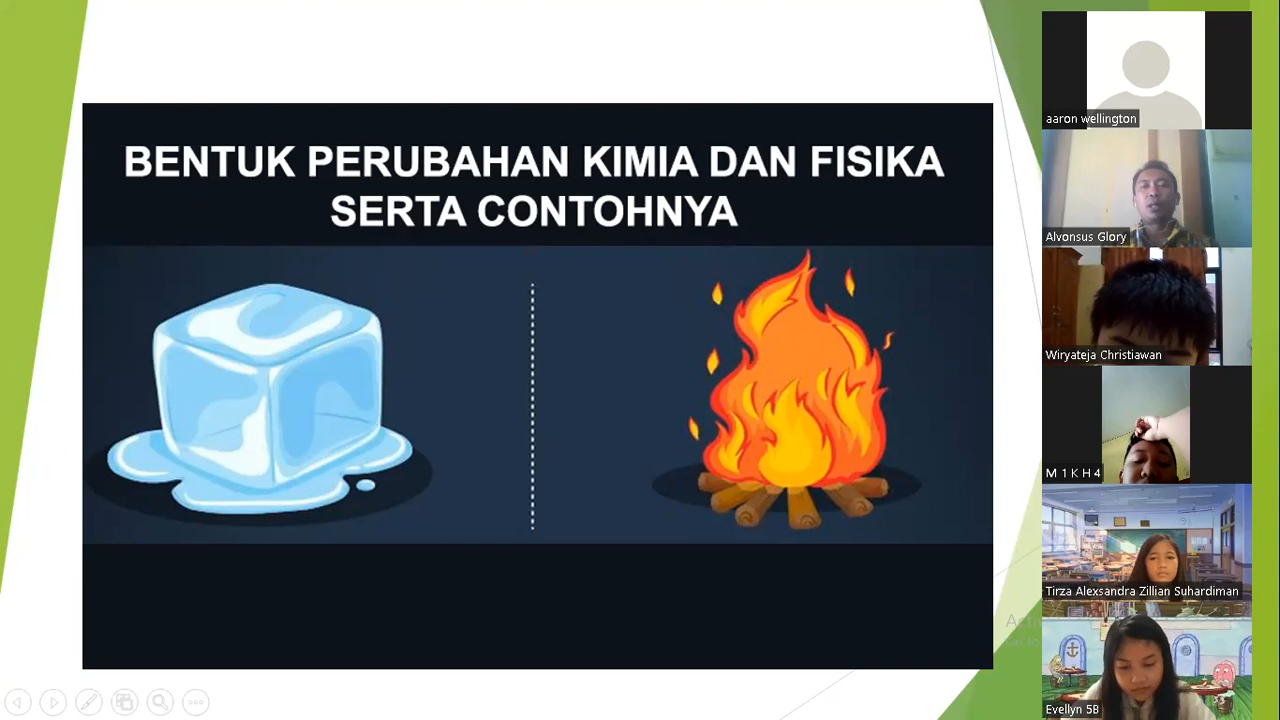 BENTUK PERUBAHAN KIMIA DAN FISIKA
SERTA CONTOHNYA
aaron wellington
Alvonsus Glory
Wiryateja Christiawan
M 1 K H 4
Tirza Alexsandra Zillian Suhardiman
Evellyn 5B